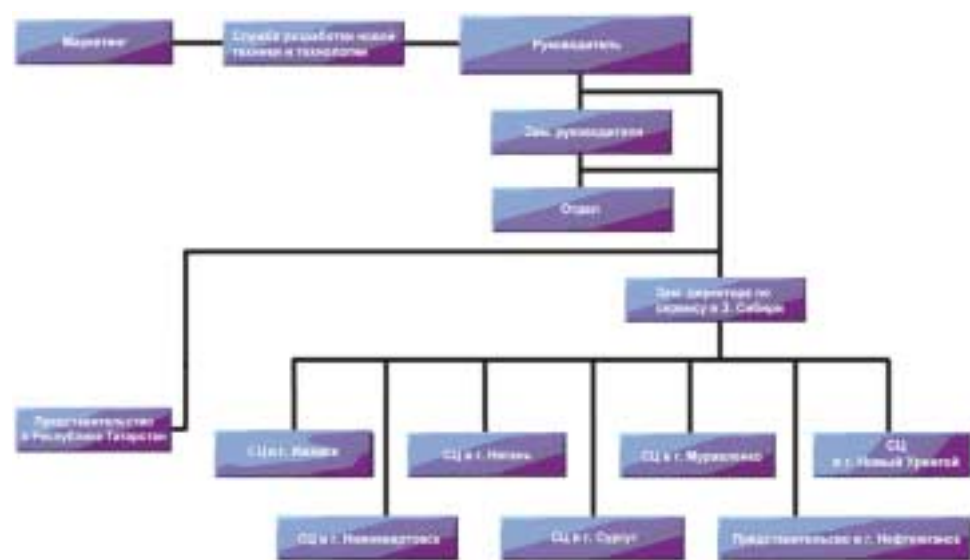 Маркетинг
Служба разработки новой
техники и технологии
Руководитель
Зам. руководителя
Отдел
Зам. директора по
сервису в З. Сибири
Представительство
в Республике Татарстан
СЦ в г.
СЦ в г. Нягань
СЦ в г. Муравленко
СЦ
в г. Новый Уренгой
СЦ в г. Нижневартовск
СЦ в г. Сургут
Представительство в г. Нефтеюганск